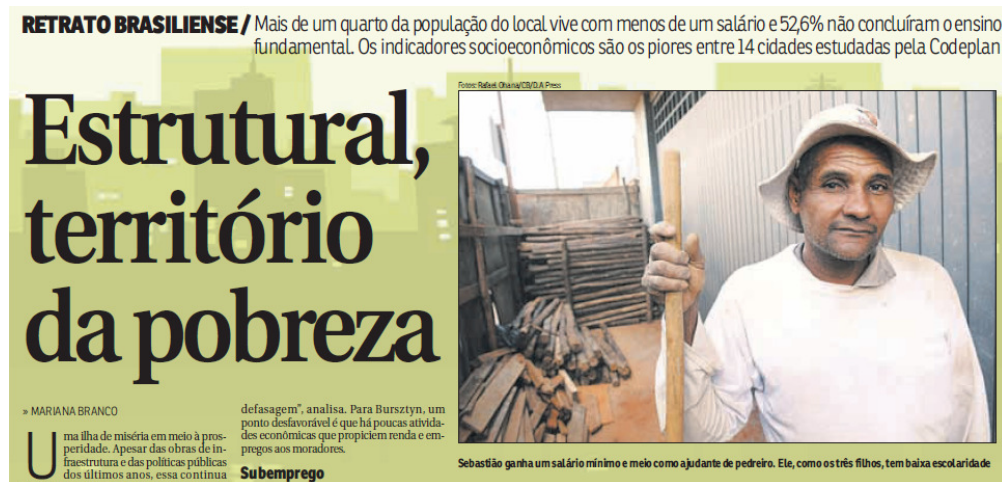 RETRATO BRASILIENSE / Mais de um quarto da população do local vive com menos de um salário e 52,6% não concluíram o ensino
fundamental. Os indicadores socioeconômicos são os piores entre 14 cidades estudadas pela Codeplan
Fotos: Rafael Ohana/CB/D.A Press
Estrutural,
território
da pobreza
» MARIANA BRANCO
Uma ilha de miséria em meio à pros-
peridade. Apesar das obras de in-
fraestrutura e das políticas públicas
dos últimos anos, essa continua
defasagem", analisa. Para Bursztyn, um
ponto desfavorável é que há poucas ativida-
des econômicas que propiciem renda e em-
pregos aos moradores.
Subemprego
Sebastião ganha um salário mínimo e meio como ajudante de pedreiro. Ele, como os três filhos, tem baixa escolaridade